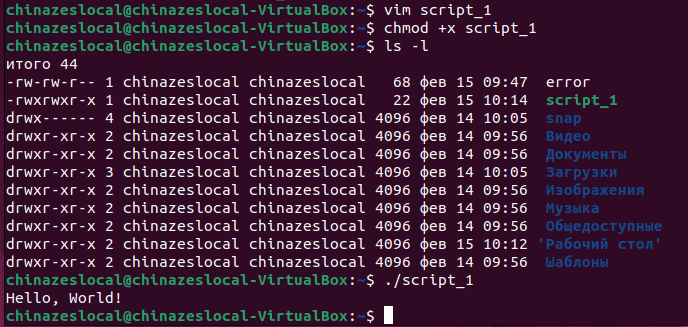 chinazeslocal@chinazeslocal-VirtualBox:~$ vim script_1
chinazeslocal@chinazeslocal-VirtualBox:~$ chmod +x script_1
chinazeslocal@chinazeslocal-VirtualBox:~$ ls -l
итого 44
-rw-rw-r-- 1 chinazeslocal chinazeslocal   68 фев 15 09:47  error
-rwxrwxr-x 1 chinazeslocal chinazeslocal   22 фев 15 10:14  script_1
drwx------ 4 chinazeslocal chinazeslocal 4096 фев 14 10:05  snap
drwxr-xr-x 2 chinazeslocal chinazeslocal 4096 фев 14 09:56  Видео
drwxr-xr-x 2 chinazeslocal chinazeslocal 4096 фев 14 09:56  Документы
drwxr-xr-x 3 chinazeslocal chinazeslocal 4096 фев 14 10:05  Загрузки
drwxr-xr-x 2 chinazeslocal chinazeslocal 4096 фев 14 09:56  Изображения
drwxr-xr-x 2 chinazeslocal chinazeslocal 4096 фев 14 09:56  Музыка
drwxr-xr-x 2 chinazeslocal chinazeslocal 4096 фев 14 09:56  Общедоступные
drwxr-xr-x 2 chinazeslocal chinazeslocal 4096 фев 15 10:12 'Рабочий стол'
drwxr-xr-x 2 chinazeslocal chinazeslocal 4096 фев 14 09:56  Шаблоны
chinazeslocal@chinazeslocal-VirtualBox:~$ ./script_1
Hello, World!
chinazeslocal@chinazeslocal-VirtualBox:~$